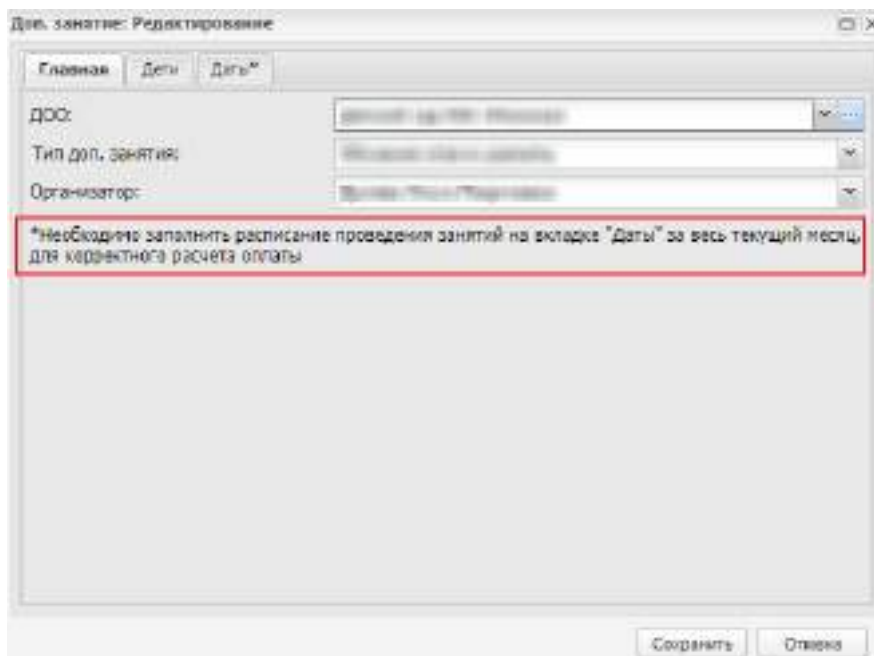 Доп. занятие: Редактирование
Главная Дети Даты*
ДОО:
Тип доп. занятия:
Организатор:
*Необходимо заполнить расписание проведения занятий на вкладке "Даты" за весь текущий месяц,
для корректного расчета оплаты
Сохранить Отмена